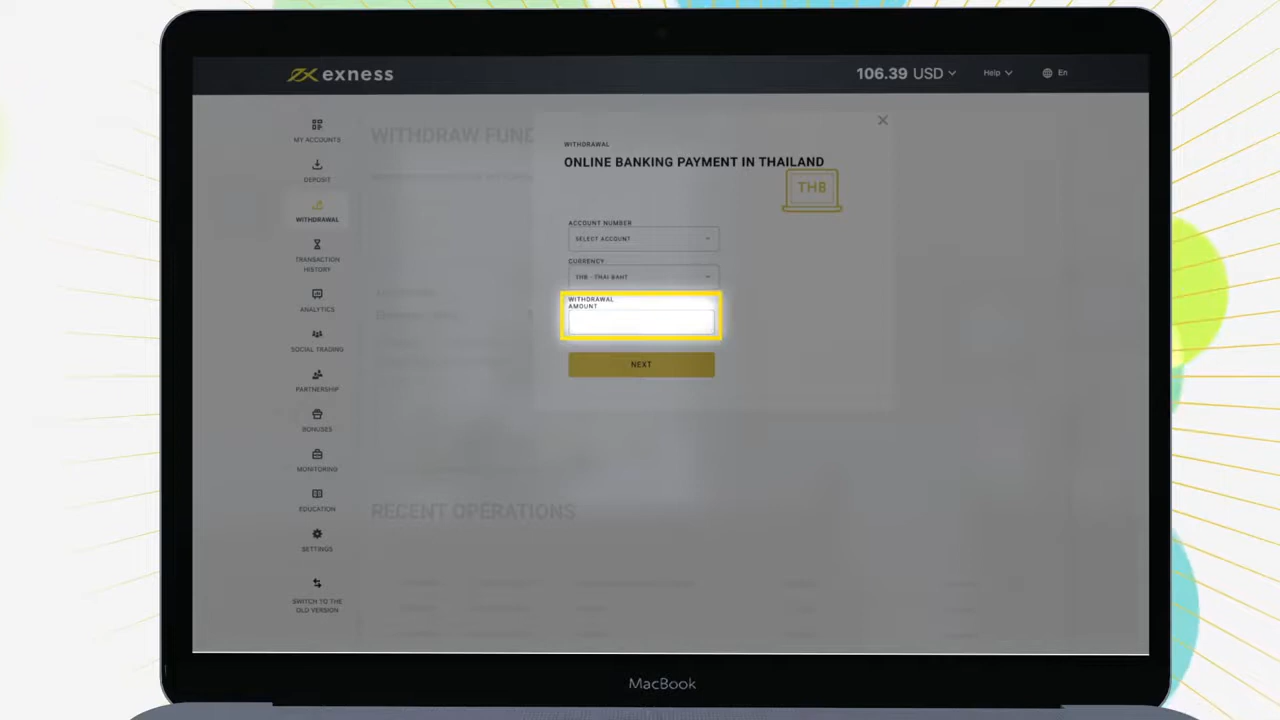 exness
106.39 USD
Help
En
MY ACCOUNTS
DEPOSIT
WITHDRAWAL
TRANSACTION
HISTORY
ANALYTICS
SOCIAL TRADING
PARTNERSHIP
BONUSES
MONITORING
EDUCATION
SETTINGS
SWITCH TO THE
OLD VERSION
WITHDRAW FUND
WITHDRAWAL
ONLINE BANKING PAYMENT IN THAILAND
THB
ACCOUNT NUMBER
SELECT ACCOUNT
CURRENCY
THB - THAI BAHT
WITHDRAWAL
AMOUNT
NEXT
RECENT OPERATIONS
MacBook